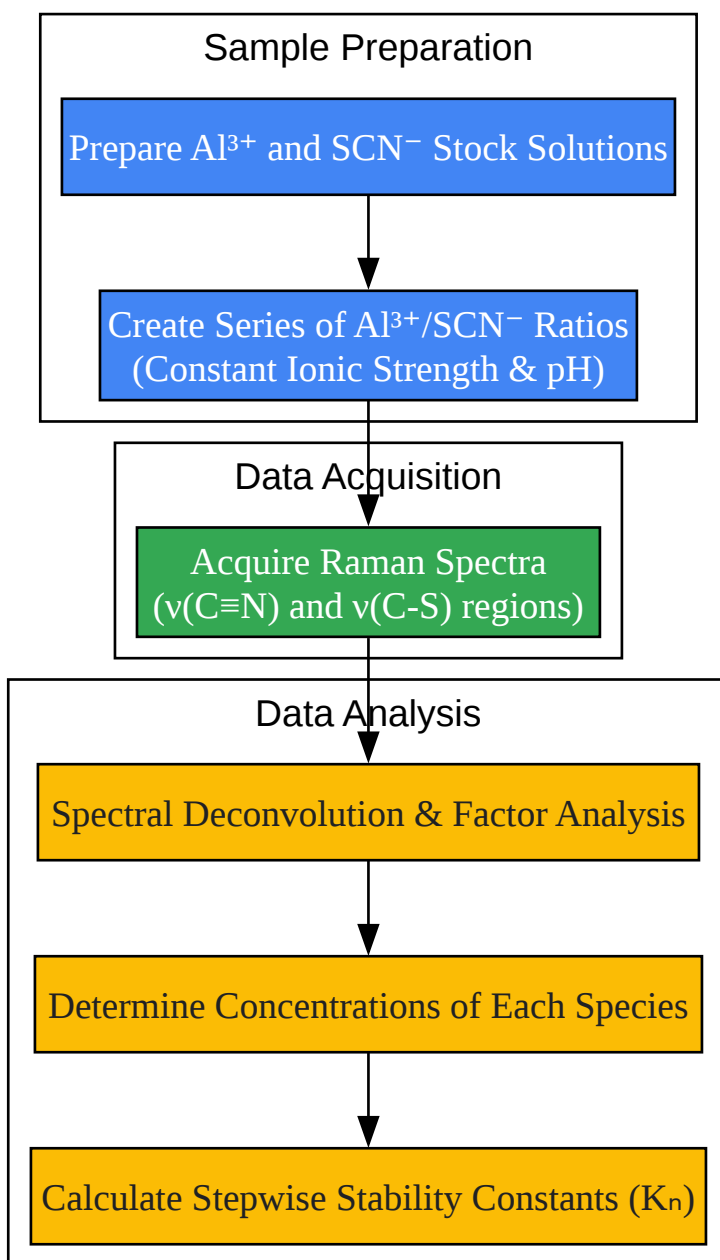 Sample Preparation
Prepare Al³⁺ and SCN⁻ Stock Solutions
Create Series of Al³⁺/SCN⁻ Ratios
(Constant Ionic Strength & pH)
Data Acquisition
Acquire Raman Spectra
(ν(C≡N) and ν(C-S) regions)
Data Analysis
Spectral Deconvolution & Factor Analysis
Determine Concentrations of Each Species
Calculate Stepwise Stability Constants (Kₙ)